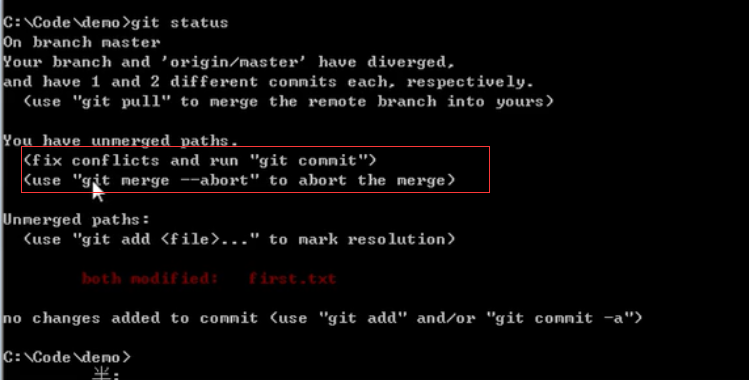 C:\Code\demo>git status
On branch master
Your branch and 'origin/master' have diverged,
and have 1 and 2 different commits each, respectively.
(use "git pull" to merge the remote branch into yours)
You have unmerged paths.
(fix conflicts and run "git commit")
(use "git merge --abort" to abort the merge)
Unmerged paths:
(use "git add <file>..." to mark resolution)
both modified: first.txt
no changes added to commit (use "git add" and/or "git commit -a")
C:\Code\demo>
半: